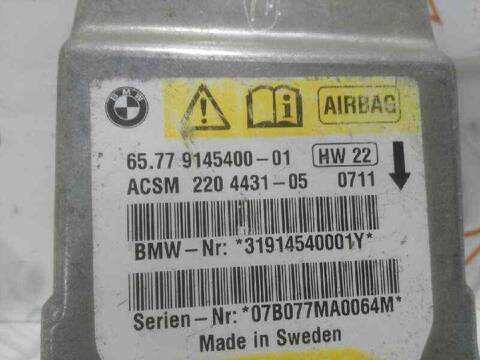 BMW
AIRBAG
65.77 9145400-01 HW 22
ACSM 220 4431-05 0711
BMW-Nr: *31914540001Y*
Serien-Nr: *07B077MA0064M*
Made in Sweden